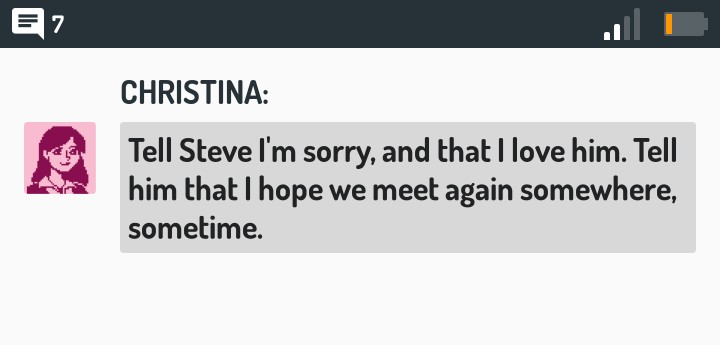 7
CHRISTINA:
Tell Steve I'm sorry, and that I love him. Tell
him that I hope we meet again somewhere,
sometime.